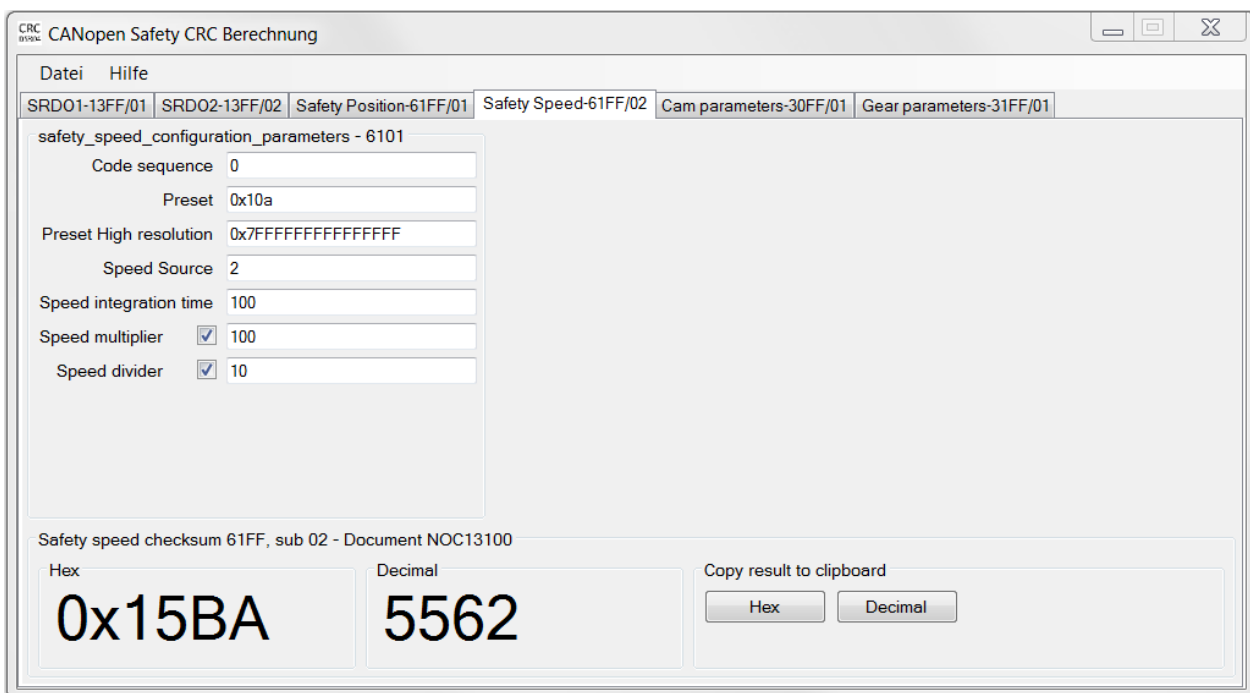 CRC CANopen Safety CRC Berechnung
Datei Hilfe
SRDO1-13FF/01 SRDO2-13FF/02 Safety Position-61FF/01 Safety Speed-61FF/02 Cam parameters-30FF/01 Gear parameters-31FF/01
safety_speed_configuration_parameters - 6101
Code sequence 0
Preset 0x10a
Preset High resolution 0x7FFFFFFFFFFFFFFF
Speed Source 2
Speed integration time 100
Speed multiplier 100
Speed divider 10
Safety speed checksum 61FF, sub 02 - Document NOC13100
Hex Decimal Copy result to clipboard
0x15BA 5562 Hex Decimal